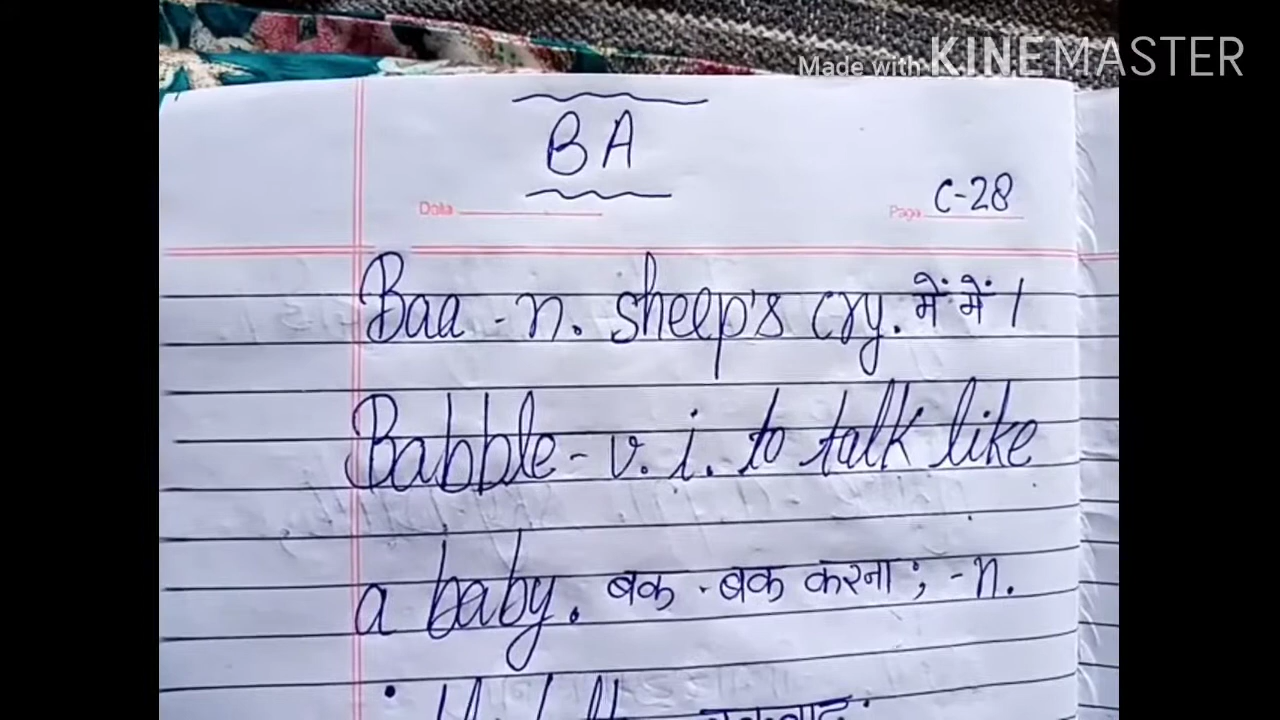 Made with KINEMASTER
BA
Date
Page C-28
Baa - n. sheep's cry. में में ।
Babble - v. i. to talk like
a baby. बक - बक करना ; - n.